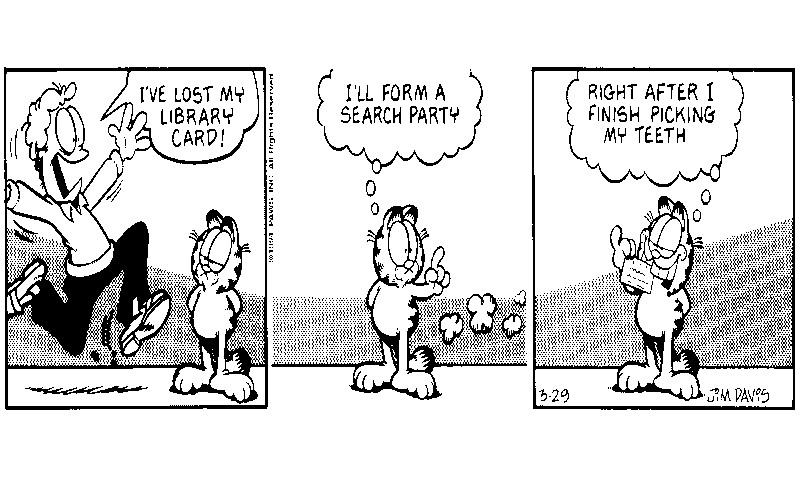 I'VE LOST MY
LIBRARY
CARD!
I'LL FORM A
SEARCH PARTY
RIGHT AFTER I
FINISH PICKING
MY TEETH
3-29
JIM DAVIS